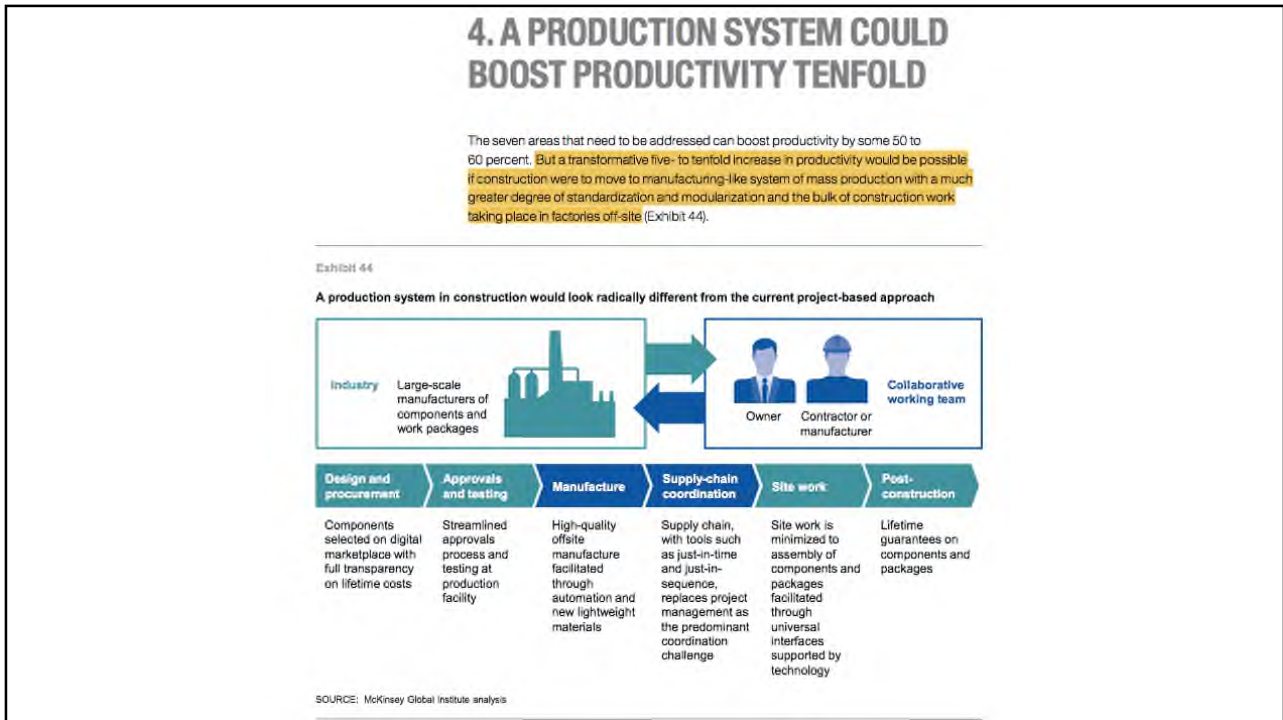 4. A PRODUCTION SYSTEM COULD
BOOST PRODUCTIVITY TENFOLD
The seven areas that need to be addressed can boost productivity by some 50 to
60 percent. But a transformative five- to tenfold increase in productivity would be possible
if construction were to move to manufacturing-like system of mass production with a much
greater degree of standardization and modularization and the bulk of construction work
taking place in factories off-site (Exhibit 44).
Exhibit 44
A production system in construction would look radically different from the current project-based approach
Industry
Large-scale
manufacturers of
components and
work packages
Owner
Contractor or
manufacturer
Collaborative
working team
Design and
procurement
Approvals
and testing
Manufacture
Supply-chain
coordination
Site work
Post-
construction
Components
selected on digital
marketplace with
full transparency
on lifetime costs
Streamlined
approvals
process and
testing at
production
facility
High-quality
offsite
manufacture
facilitated
through
automation and
new lightweight
materials
Supply chain,
with tools such
as just-in-time
and just-in-
sequence,
replaces project
management as
the predominant
coordination
challenge
Site work is
minimized to
assembly of
components and
packages
facilitated
through
universal
interfaces
supported by
technology
Lifetime
guarantees on
components and
packages
SOURCE: McKinsey Global Institute analysis